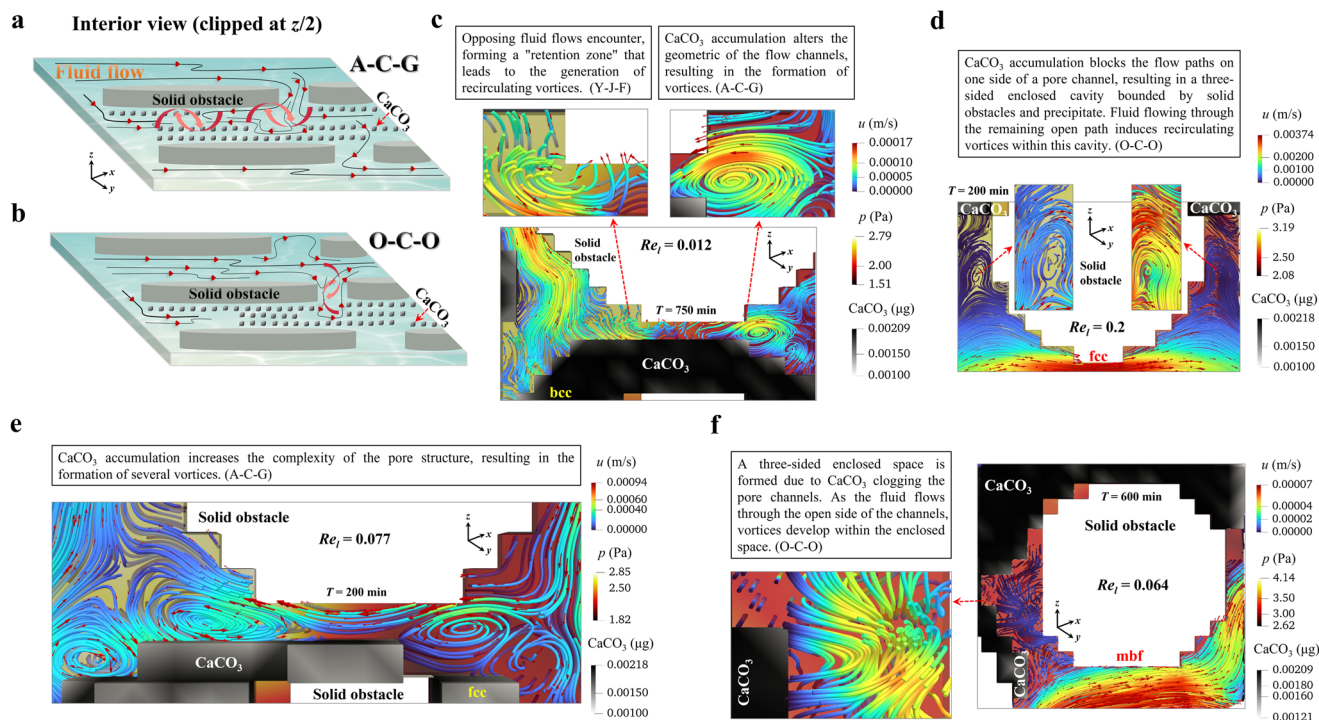 a
Interior view (clipped at z/2)
Fluid flow
A-C-G
Solid obstacle
CaCO₃
z
x
y
b
O-C-O
Solid obstacle
CaCO₃
z
x
y
c
Opposing fluid flows encounter,
forming a "retention zone" that
leads to the generation of
recirculating vortices. (Y-J-F)
CaCO₃ accumulation alters the
geometric of the flow channels,
resulting in the formation of
vortices. (A-C-G)
u (m/s)
0.00017
0.00010
0.00005
0.00000
p (Pa)
2.79
2.00
1.51
CaCO₃ (μg)
0.00209
0.00150
0.00100
Solid
obstacle
Reₗ = 0.012
z
x
y
T = 750 min
CaCO₃
bcc
d
CaCO₃ accumulation blocks the flow paths on
one side of a pore channel, resulting in a three-
sided enclosed cavity bounded by solid
obstacles and precipitate. Fluid flowing through
the remaining open path induces recirculating
vortices within this cavity. (O-C-O)
u (m/s)
0.00374
0.00200
0.00100
0.00000
p (Pa)
3.19
2.50
2.08
CaCO₃ (μg)
0.00218
0.00150
0.00100
T = 200 min
CaCO₃
CaCO₃
z
x
y
Solid
obstacle
Reₗ = 0.2
fcc
e
CaCO₃ accumulation increases the complexity of the pore structure, resulting in the
formation of several vortices. (A-C-G)
u (m/s)
0.00094
0.00060
0.00040
0.00000
p (Pa)
2.85
2.50
1.82
CaCO₃ (μg)
0.00218
0.00150
0.00100
Solid obstacle
Reₗ = 0.077
z
x
y
T = 200 min
CaCO₃
Solid obstacle
fcc
f
A three-sided enclosed space is
formed due to CaCO₃ clogging the
pore channels. As the fluid flows
through the open side of the channels,
vortices develop within the enclosed
space. (O-C-O)
CaCO₃
CaCO₃
T = 600 min
Solid obstacle
Reₗ = 0.064
z
x
y
mbf
CaCO₃
u (m/s)
0.00007
0.00004
0.00002
0.00000
p (Pa)
4.14
3.50
3.00
2.62
CaCO₃ (μg)
0.00209
0.00180
0.00160
0.00121